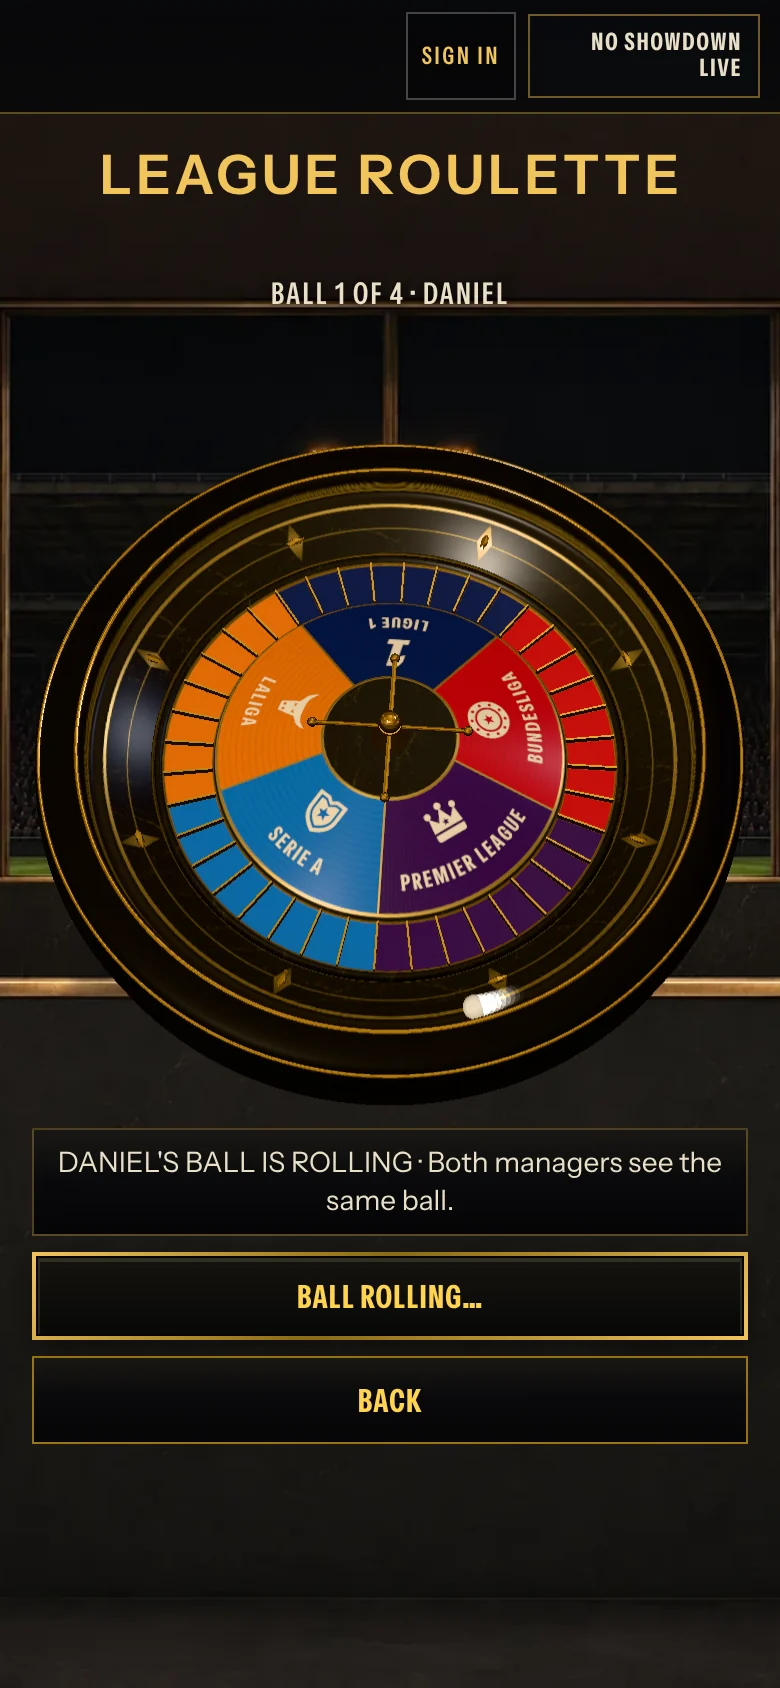 SIGN IN
NO SHOWDOWN
LIVE
LEAGUE ROULETTE
BALL 1 OF 4 · DANIEL
LIGUE 1
LALIGA
BUNDESLIGA
SERIE A
PREMIER LEAGUE
DANIEL'S BALL IS ROLLING · Both managers see the
same ball.
BALL ROLLING...
BACK